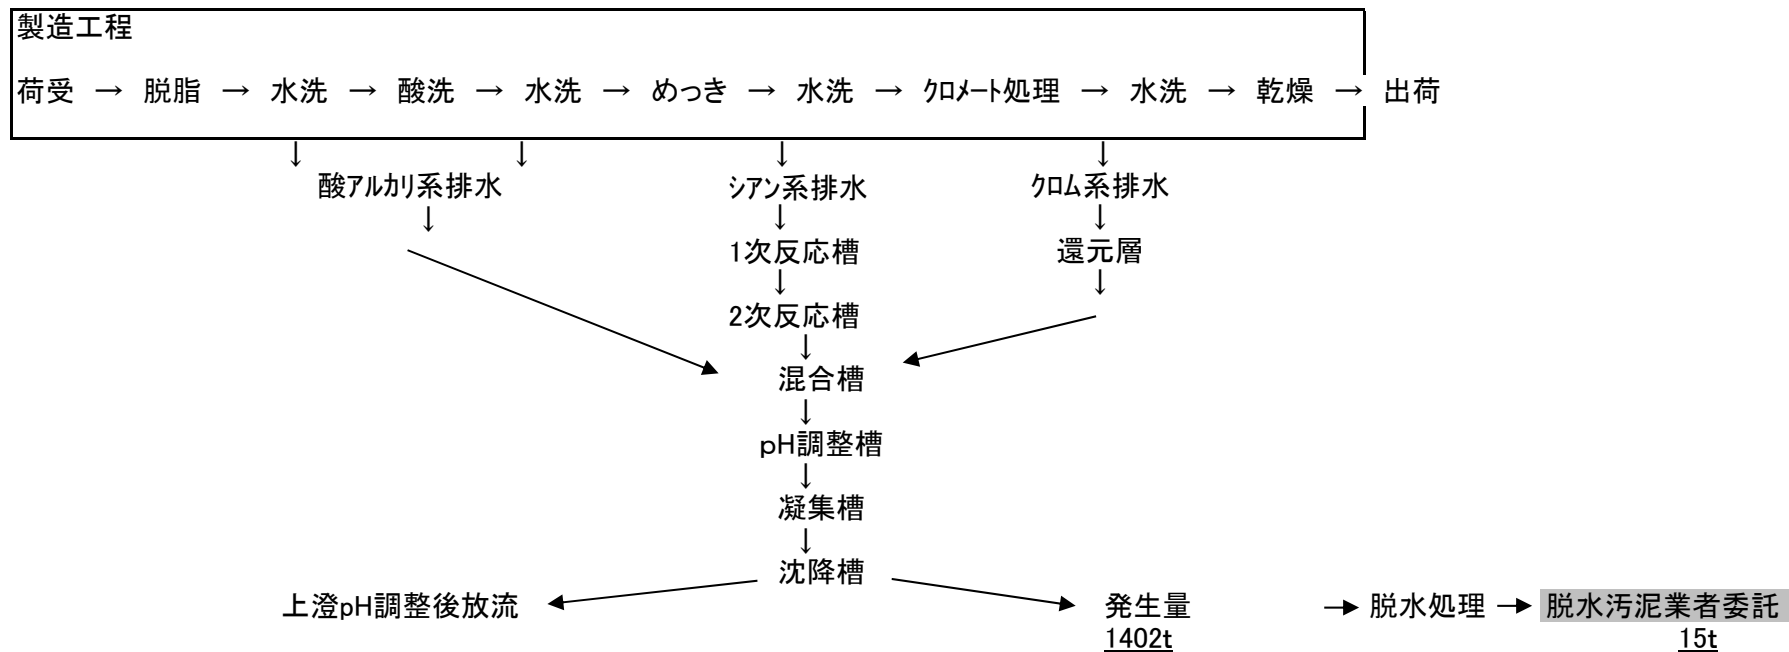 製造工程
荷受 → 脱脂 → 水洗 → 酸洗 → 水洗 → めっき → 水洗 → クロメート処理 → 水洗 → 乾燥 → 出荷
↓ ↓ ↓ ↓
酸アルカリ系排水 シアン系排水 クロム系排水
↓ ↓ ↓
1次反応槽 還元層
↓ ↓
2次反応槽
↓
混合槽
↓
pH調整槽
↓
凝集槽
↓
沈降槽
上澄pH調整後放流 発生量 → 脱水処理 → 脱水汚泥業者委託
1402t 15t